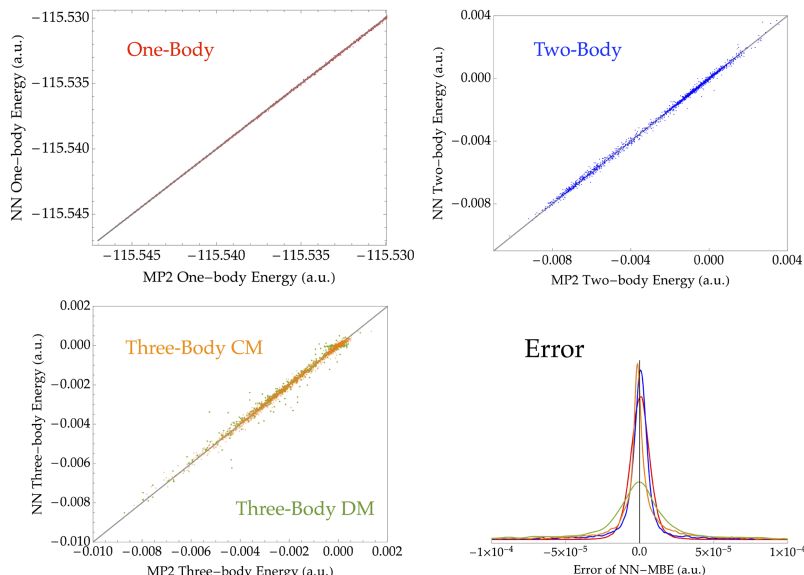 −115.530
−115.535
−115.540
−115.545
NN One−body Energy (a.u.)
One-Body
−115.545 −115.540 −115.535 −115.530
MP2 One−body Energy (a.u.)
0.004
0.000
−0.004
−0.008
NN Two−body Energy (a.u.)
Two-Body
−0.008 −0.004 0.000 0.004
MP2 Two−body Energy (a.u.)
0.002
0.000
−0.002
−0.004
−0.006
−0.008
−0.010
NN Three−body Energy (a.u.)
Three-Body CM
Three-Body DM
−0.010 −0.008 −0.006 −0.004 −0.002 0.000 0.002
MP2 Three−body Energy (a.u.)
Error
−1×10⁻⁴ −5×10⁻⁵ 0.0 5×10⁻⁵ 1×10⁻⁴
Error of NN−MBE (a.u.)